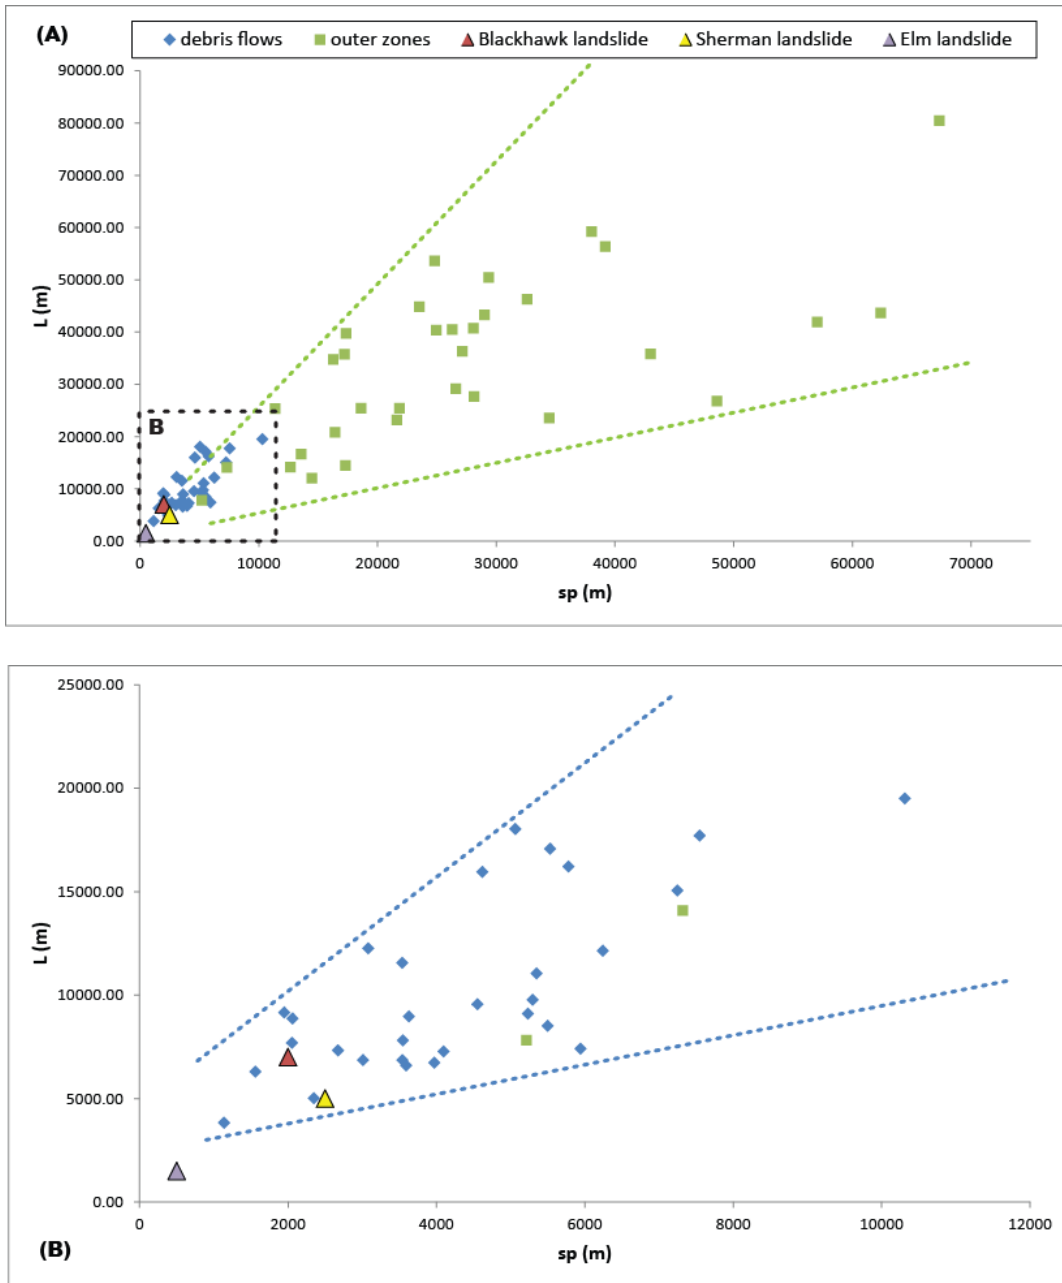 (A)
debris flows outer zones Blackhawk landslide Sherman landslide Elm landslide
90000.00
80000.00
70000.00
60000.00
50000.00
40000.00
30000.00
20000.00
10000.00
0.00
L (m)
B
0 10000 20000 30000 40000 50000 60000 70000
sp (m)
25000.00
20000.00
15000.00
10000.00
5000.00
0.00
L (m)
0 2000 4000 6000 8000 10000 12000
(B)
sp (m)